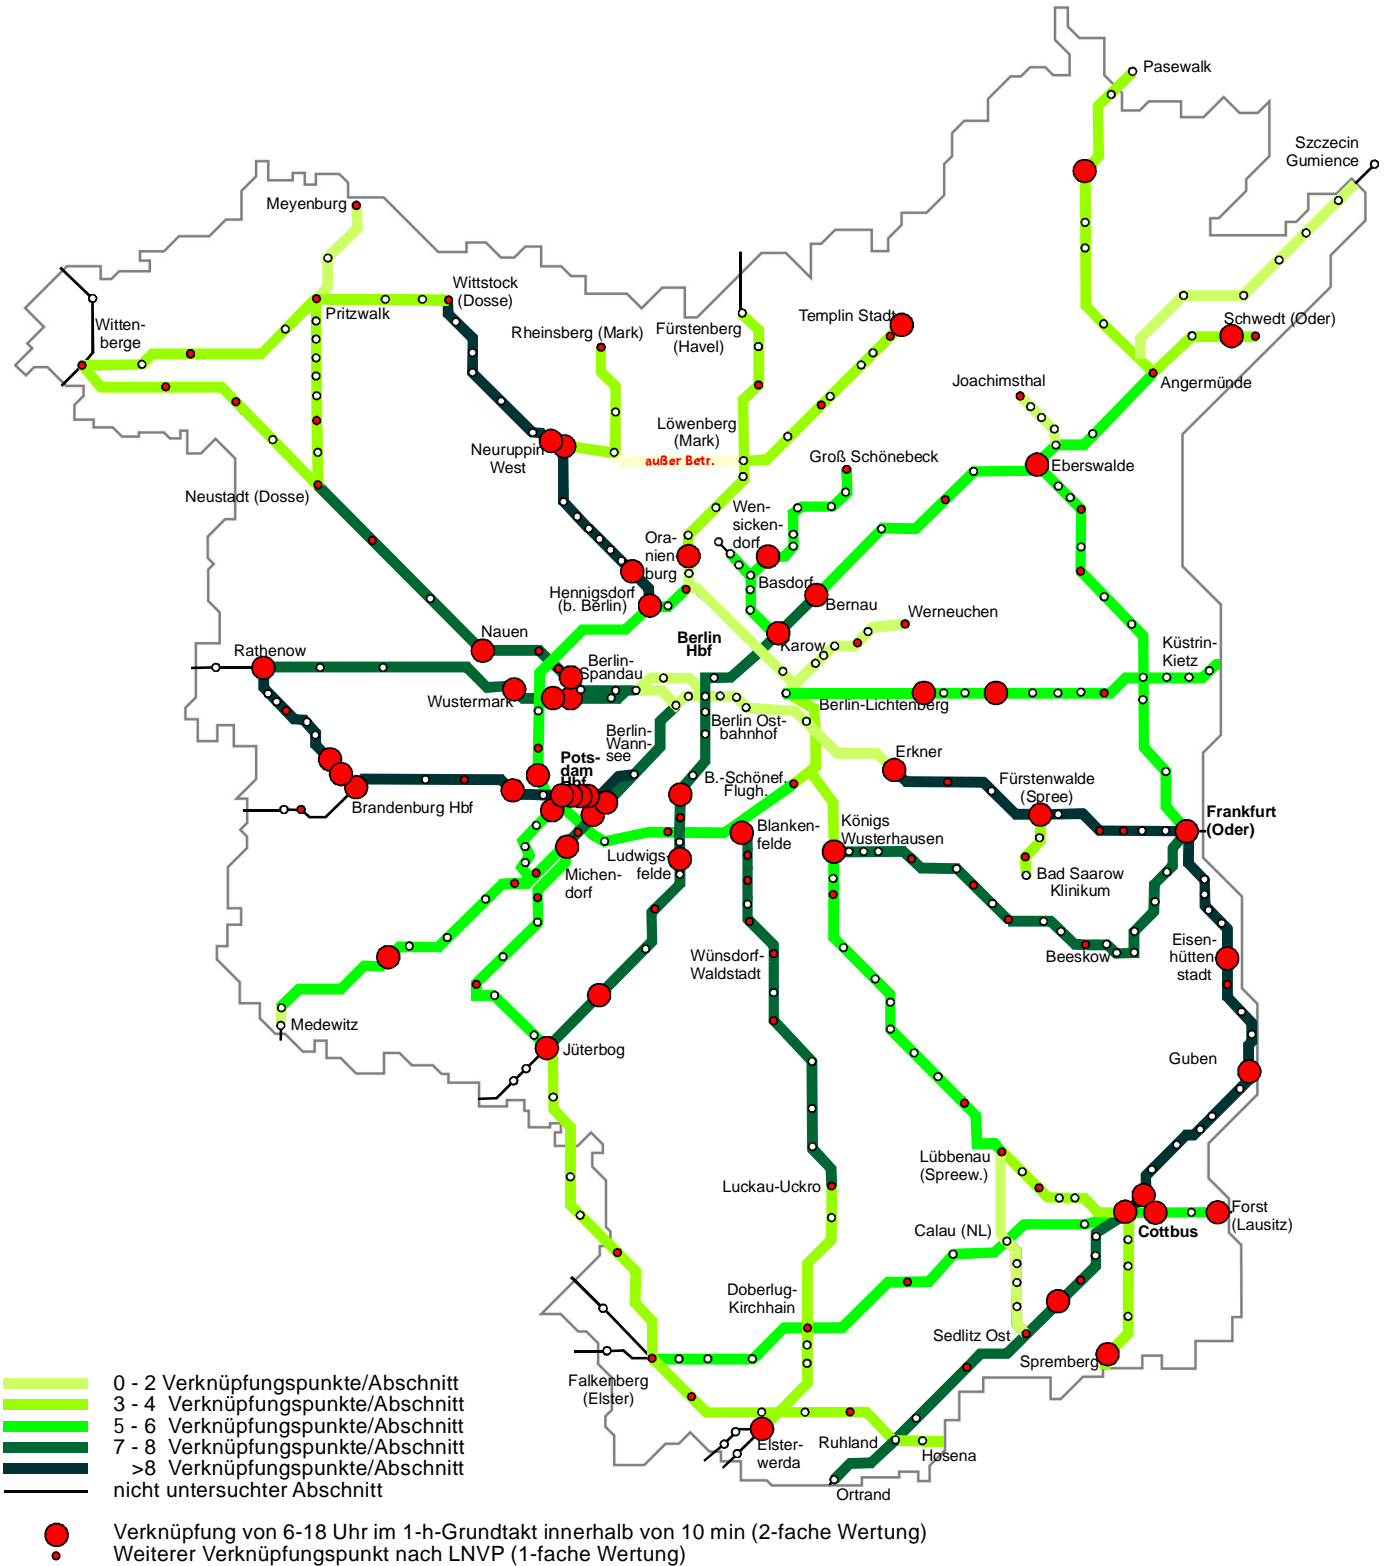 Pasewalk
Szczecin
Gumience
Meyenburg
Wittstock
(Dosse)
Pritzwalk
Witten-
berge
Rheinsberg (Mark)
Fürstenberg
(Havel)
Templin Stadt
Schwedt (Oder)
Joachimsthal
Angermünde
Löwenberg
(Mark)
Neuruppin
West
außer Betr.
Groß Schönebeck
Eberswalde
Neustadt (Dosse)
Wen-
sicken-
dorf
Ora-
nien
burg
Basdorf
Hennigsdorf
(b. Berlin)
Bernau
Werneuchen
Nauen
Berlin
Hbf
Karow
Küstrin-
Kietz
Rathenow
Berlin-
Spandau
Wustermark
Berlin-Lichtenberg
Berlin Ost-
bahnhof
Berlin-
Wann-
see
Pots-
dam
Hbf
Erkner
B.-Schönef.
Flugh.
Fürstenwalde
(Spree)
Brandenburg Hbf
Frankfurt
(Oder)
Blanken-
felde
Königs
Wusterhausen
Ludwigs-
felde
Michen-
dorf
Bad Saarow
Klinikum
Wünsdorf-
Waldstadt
Beeskow
Eisen-
hütten
stadt
Medewitz
Jüterbog
Guben
Lübbenau
(Spreew.)
Luckau-Uckro
Forst
(Lausitz)
Calau (NL)
Cottbus
Doberlug-
Kirchhain
Sedlitz Ost
Spremberg
Falkenberg
(Elster)
Elster-
werda
Ruhland
Hosena
Ortrand
0 - 2 Verknüpfungspunkte/Abschnitt
3 - 4 Verknüpfungspunkte/Abschnitt
5 - 6 Verknüpfungspunkte/Abschnitt
7 - 8 Verknüpfungspunkte/Abschnitt
>8 Verknüpfungspunkte/Abschnitt
nicht untersuchter Abschnitt
Verknüpfung von 6-18 Uhr im 1-h-Grundtakt innerhalb von 10 min (2-fache Wertung)
Weiterer Verknüpfungspunkt nach LNVP (1-fache Wertung)